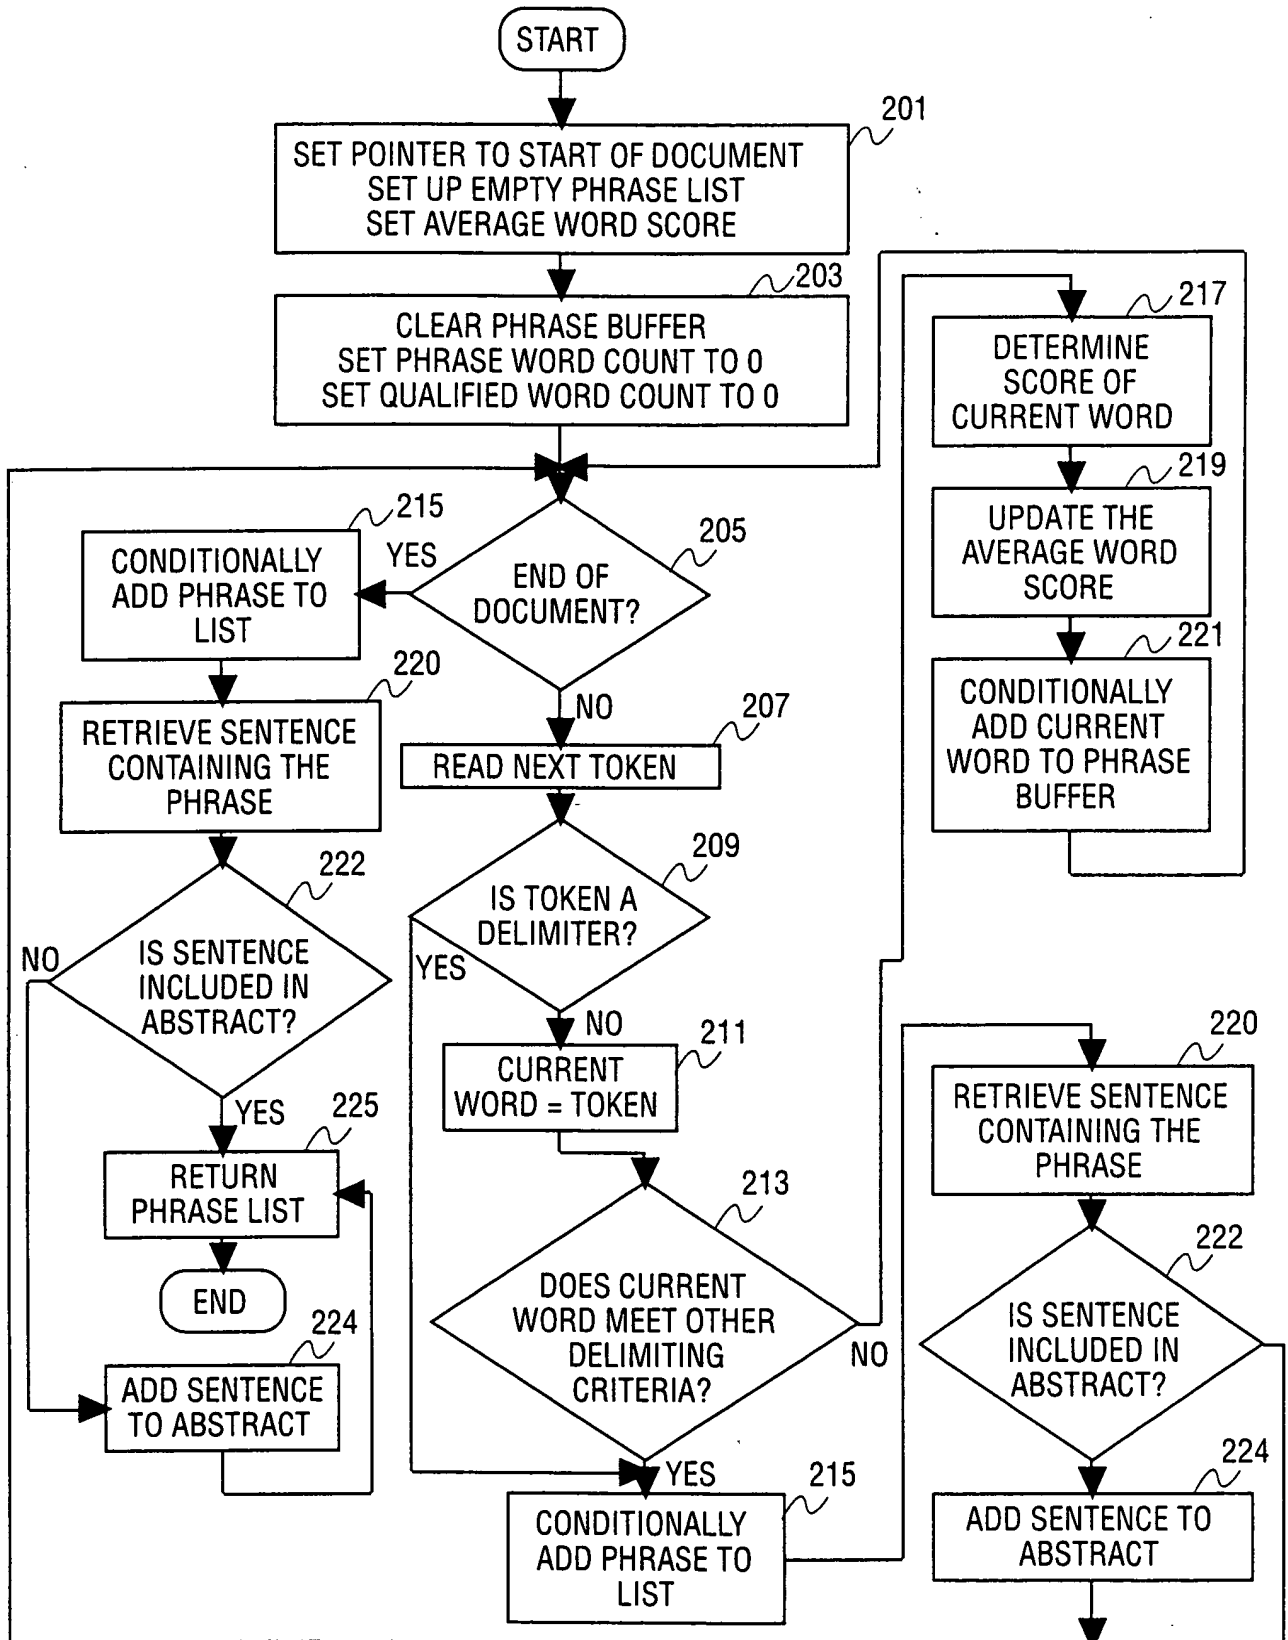 START
201
SET POINTER TO START OF DOCUMENT
SET UP EMPTY PHRASE LIST
SET AVERAGE WORD SCORE
203
CLEAR PHRASE BUFFER
SET PHRASE WORD COUNT TO 0
SET QUALIFIED WORD COUNT TO 0
205
END OF
DOCUMENT?
YES
NO
215
CONDITIONALLY
ADD PHRASE TO
LIST
220
RETRIEVE SENTENCE
CONTAINING THE
PHRASE
222
IS SENTENCE
INCLUDED IN
ABSTRACT?
NO
YES
225
RETURN
PHRASE LIST
END
224
ADD SENTENCE
TO ABSTRACT
207
READ NEXT TOKEN
209
IS TOKEN A
DELIMITER?
YES
NO
211
CURRENT
WORD = TOKEN
213
DOES CURRENT
WORD MEET OTHER
DELIMITING
CRITERIA?
NO
YES
215
CONDITIONALLY
ADD PHRASE TO
LIST
217
DETERMINE
SCORE OF
CURRENT WORD
219
UPDATE THE
AVERAGE WORD
SCORE
221
CONDITIONALLY
ADD CURRENT
WORD TO PHRASE
BUFFER
220
RETRIEVE SENTENCE
CONTAINING THE
PHRASE
222
IS SENTENCE
INCLUDED IN
ABSTRACT?
224
ADD SENTENCE TO
ABSTRACT